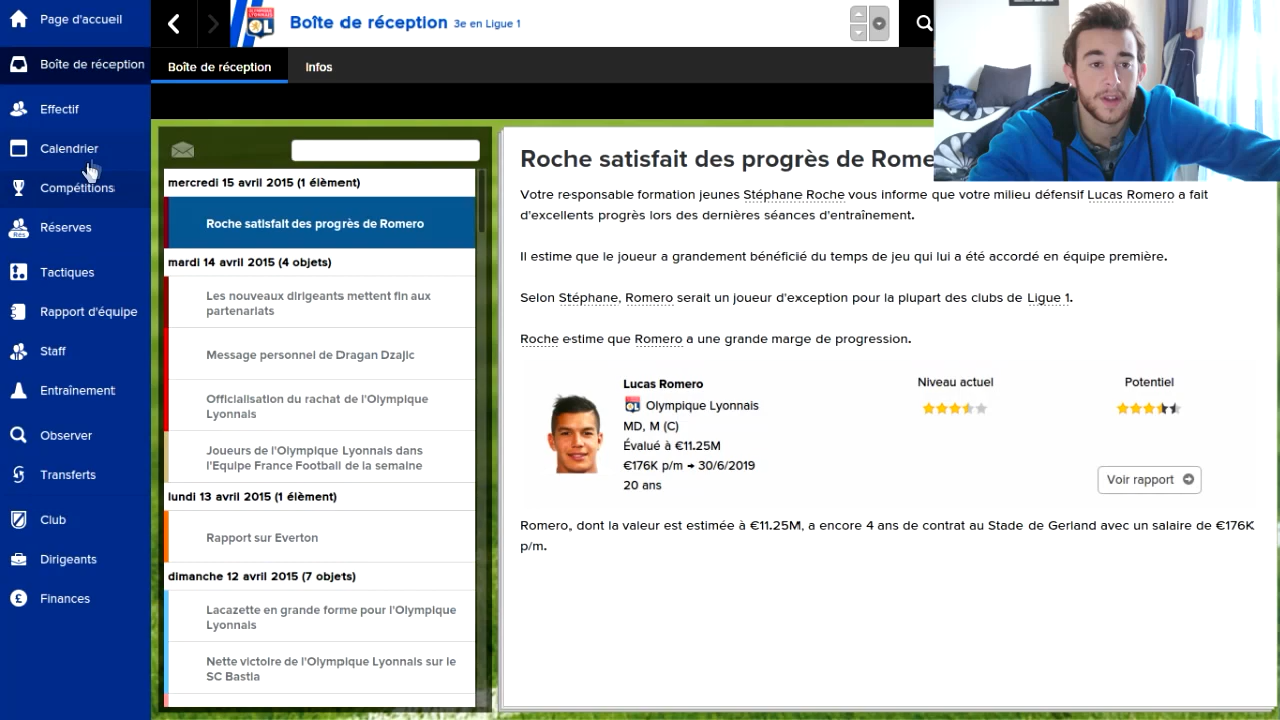 Page d'accueil
Boîte de réception
Effectif
Calendrier
Compétitions
Réserves
Tactiques
Rapport d'équipe
Staff
Entraînement
Observer
Transferts
Club
Dirigeants
Finances
Boîte de réception 3e en Ligue 1
Boîte de réception Infos
mercredi 15 avril 2015 (1 elèment)
Roche satisfait des progrès de Romero
mardi 14 avril 2015 (4 objets)
Les nouveaux dirigeants mettent fin aux
partenariats
Message personnel de Dragan Dzajic
Officialisation du rachat de l'Olympique
Lyonnais
Joueurs de l'Olympique Lyonnais dans
l'Equipe France Football de la semaine
lundi 13 avril 2015 (1 elèment)
Rapport sur Everton
dimanche 12 avril 2015 (7 objets)
Lacazette en grande forme pour l'Olympique
Lyonnais
Nette victoire de l'Olympique Lyonnais sur le
SC Bastia
Roche satisfait des progrès de Rome
Votre responsable formation jeunes Stéphane Roche vous informe que votre milieu défensif Lucas Romero a fait
d'excellents progrès lors des dernières séances d'entraînement.
Il estime que le joueur a grandement bénéficié du temps de jeu qui lui a été accordé en équipe première.
Selon Stéphane, Romero serait un joueur d'exception pour la plupart des clubs de Ligue 1.
Roche estime que Romero a une grande marge de progression.
Lucas Romero
Olympique Lyonnais
MD, M (C)
Évalué à €11.25M
€176K p/m → 30/6/2019
20 ans
Niveau actuel
Potentiel
Voir rapport
Romero, dont la valeur est estimée à €11.25M, a encore 4 ans de contrat au Stade de Gerland avec un salaire de €176K
p/m.